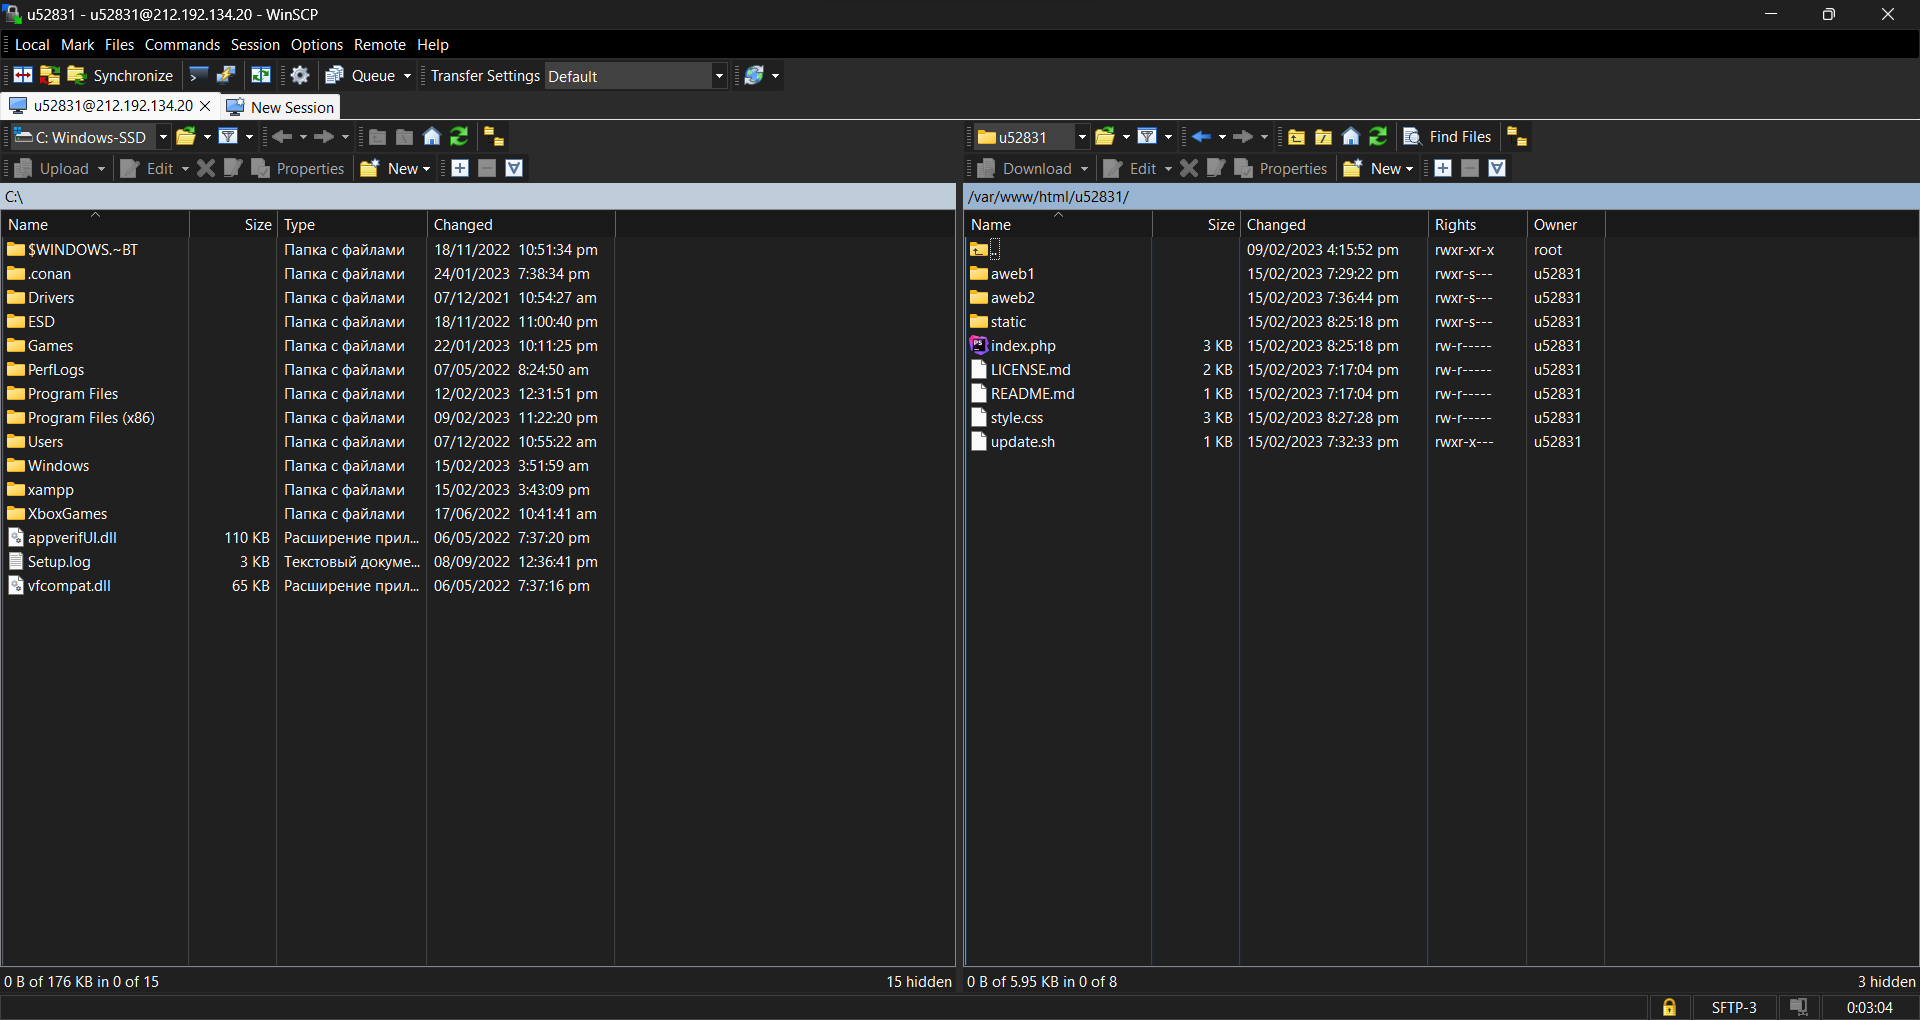 u52831 - u52831@212.192.134.20 - WinSCP
Local Mark Files Commands Session Options Remote Help
Synchronize Queue Transfer Settings Default
u52831@212.192.134.20 New Session
C: Windows-SSD
Upload Edit Properties New
C:\
Name Size Type Changed
$WINDOWS.~BT Папка с файлами 18/11/2022 10:51:34 pm
.conan Папка с файлами 24/01/2023 7:38:34 pm
Drivers Папка с файлами 07/12/2021 10:54:27 am
ESD Папка с файлами 18/11/2022 11:00:40 pm
Games Папка с файлами 22/01/2023 10:11:25 pm
PerfLogs Папка с файлами 07/05/2022 8:24:50 am
Program Files Папка с файлами 12/02/2023 12:31:51 pm
Program Files (x86) Папка с файлами 09/02/2023 11:22:20 pm
Users Папка с файлами 07/12/2022 10:55:22 am
Windows Папка с файлами 15/02/2023 3:51:59 am
xampp Папка с файлами 15/02/2023 3:43:09 pm
XboxGames Папка с файлами 17/06/2022 10:41:41 am
appverifUI.dll 110 KB Расширение прил... 06/05/2022 7:37:20 pm
Setup.log 3 KB Текстовый докуме... 08/09/2022 12:36:41 pm
vfcompat.dll 65 KB Расширение прил... 06/05/2022 7:37:16 pm
0 B of 176 KB in 0 of 15 15 hidden
u52831 Find Files
Download Edit Properties New
/var/www/html/u52831/
Name Size Changed Rights Owner
.. 09/02/2023 4:15:52 pm rwxr-xr-x root
aweb1 15/02/2023 7:29:22 pm rwxr-s--- u52831
aweb2 15/02/2023 7:36:44 pm rwxr-s--- u52831
static 15/02/2023 8:25:18 pm rwxr-s--- u52831
index.php 3 KB 15/02/2023 8:25:18 pm rw-r----- u52831
LICENSE.md 2 KB 15/02/2023 7:17:04 pm rw-r----- u52831
README.md 1 KB 15/02/2023 7:17:04 pm rw-r----- u52831
style.css 3 KB 15/02/2023 8:27:28 pm rw-r----- u52831
update.sh 1 KB 15/02/2023 7:32:33 pm rwxr-x--- u52831
0 B of 5.95 KB in 0 of 8 3 hidden
SFTP-3 0:03:04